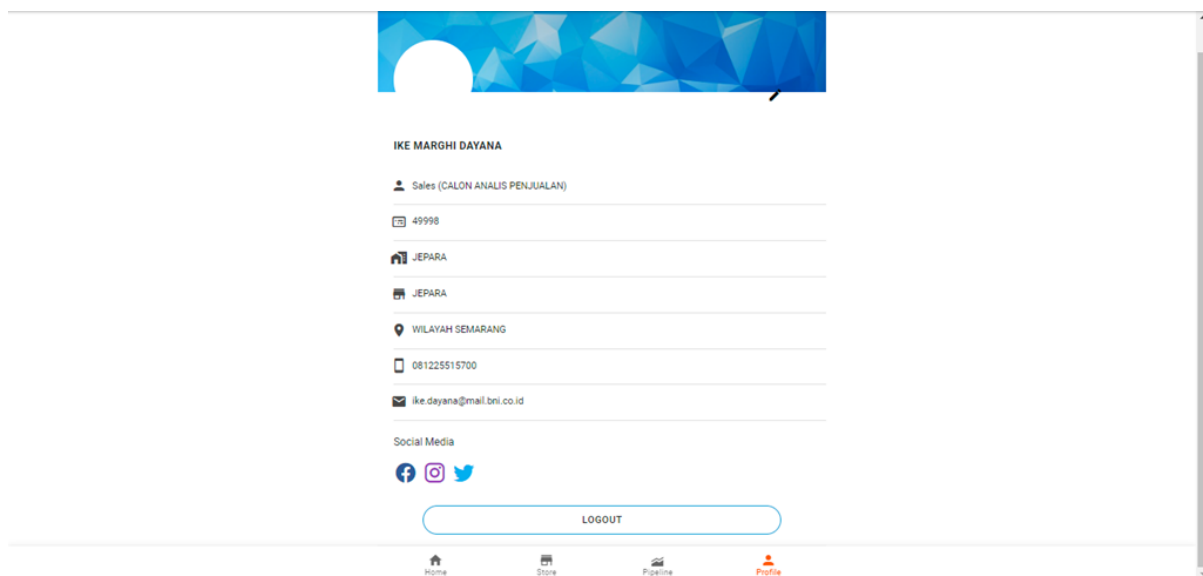 IKE MARGHI DAYANA
Sales (CALON ANALIS PENJUALAN)
49998
JEPARA
JEPARA
WILAYAH SEMARANG
081225515700
ike.dayana@mail.bni.co.id
Social Media
LOGOUT
Home Store Pipeline Profile